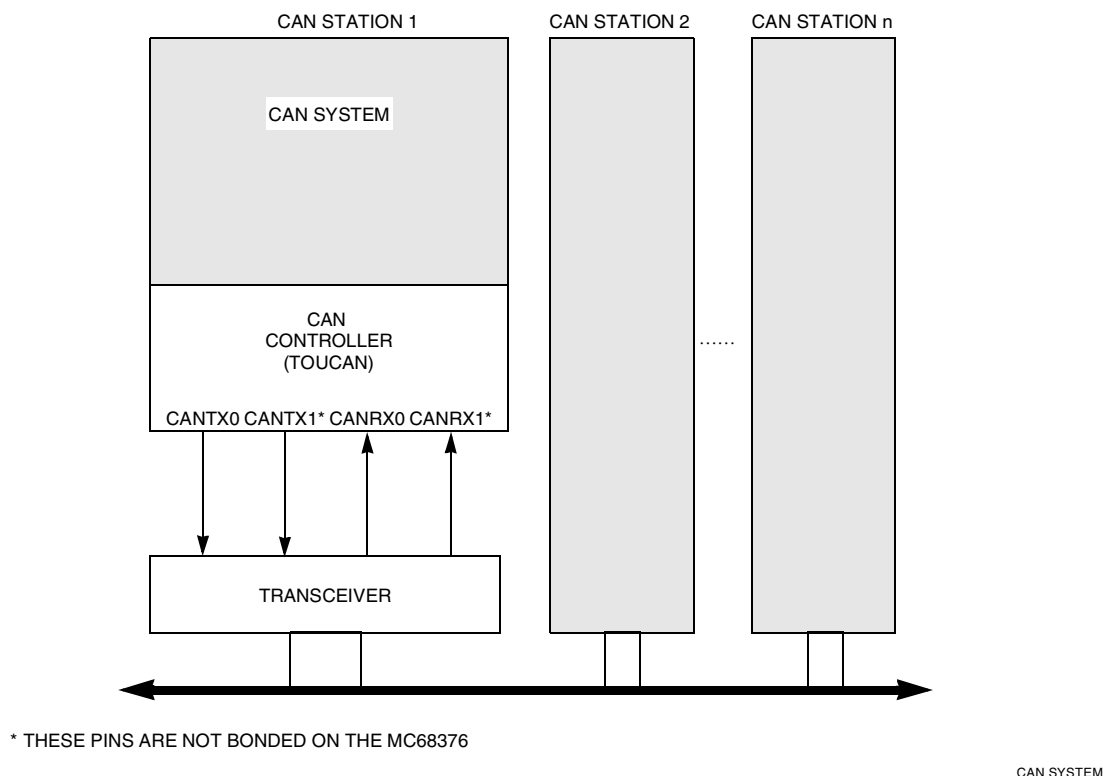 CAN STATION 1
CAN STATION 2
CAN STATION n
CAN SYSTEM
CAN
CONTROLLER
(TOUCAN)
......
CANTX0 CANTX1* CANRX0 CANRX1*
TRANSCEIVER
* THESE PINS ARE NOT BONDED ON THE MC68376
CAN SYSTEM